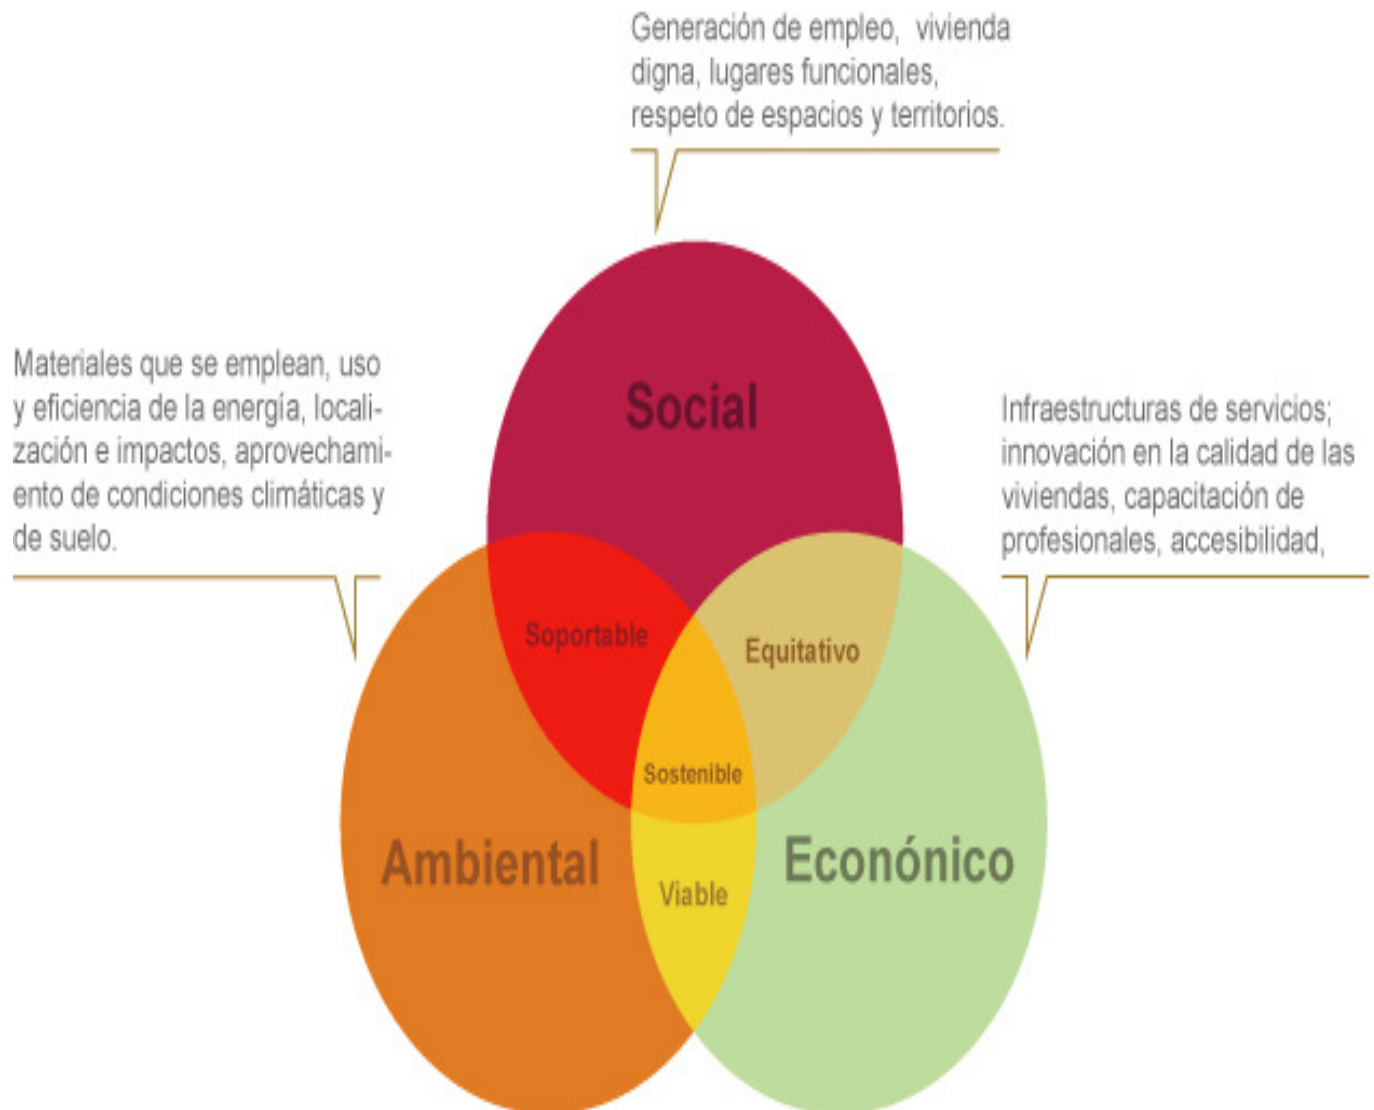 Generación de empleo, vivienda
digna, lugares funcionales,
respeto de espacios y territorios.
Materiales que se emplean, uso
y eficiencia de la energía, locali-
zación e impactos, aprovechami-
ento de condiciones climáticas y
de suelo.
Infraestructuras de servicios;
innovación en la calidad de las
viviendas, capacitación de
profesionales, accesibilidad,
Social
Soportable
Equitativo
Sostenible
Ambiental
Econónico
Viable